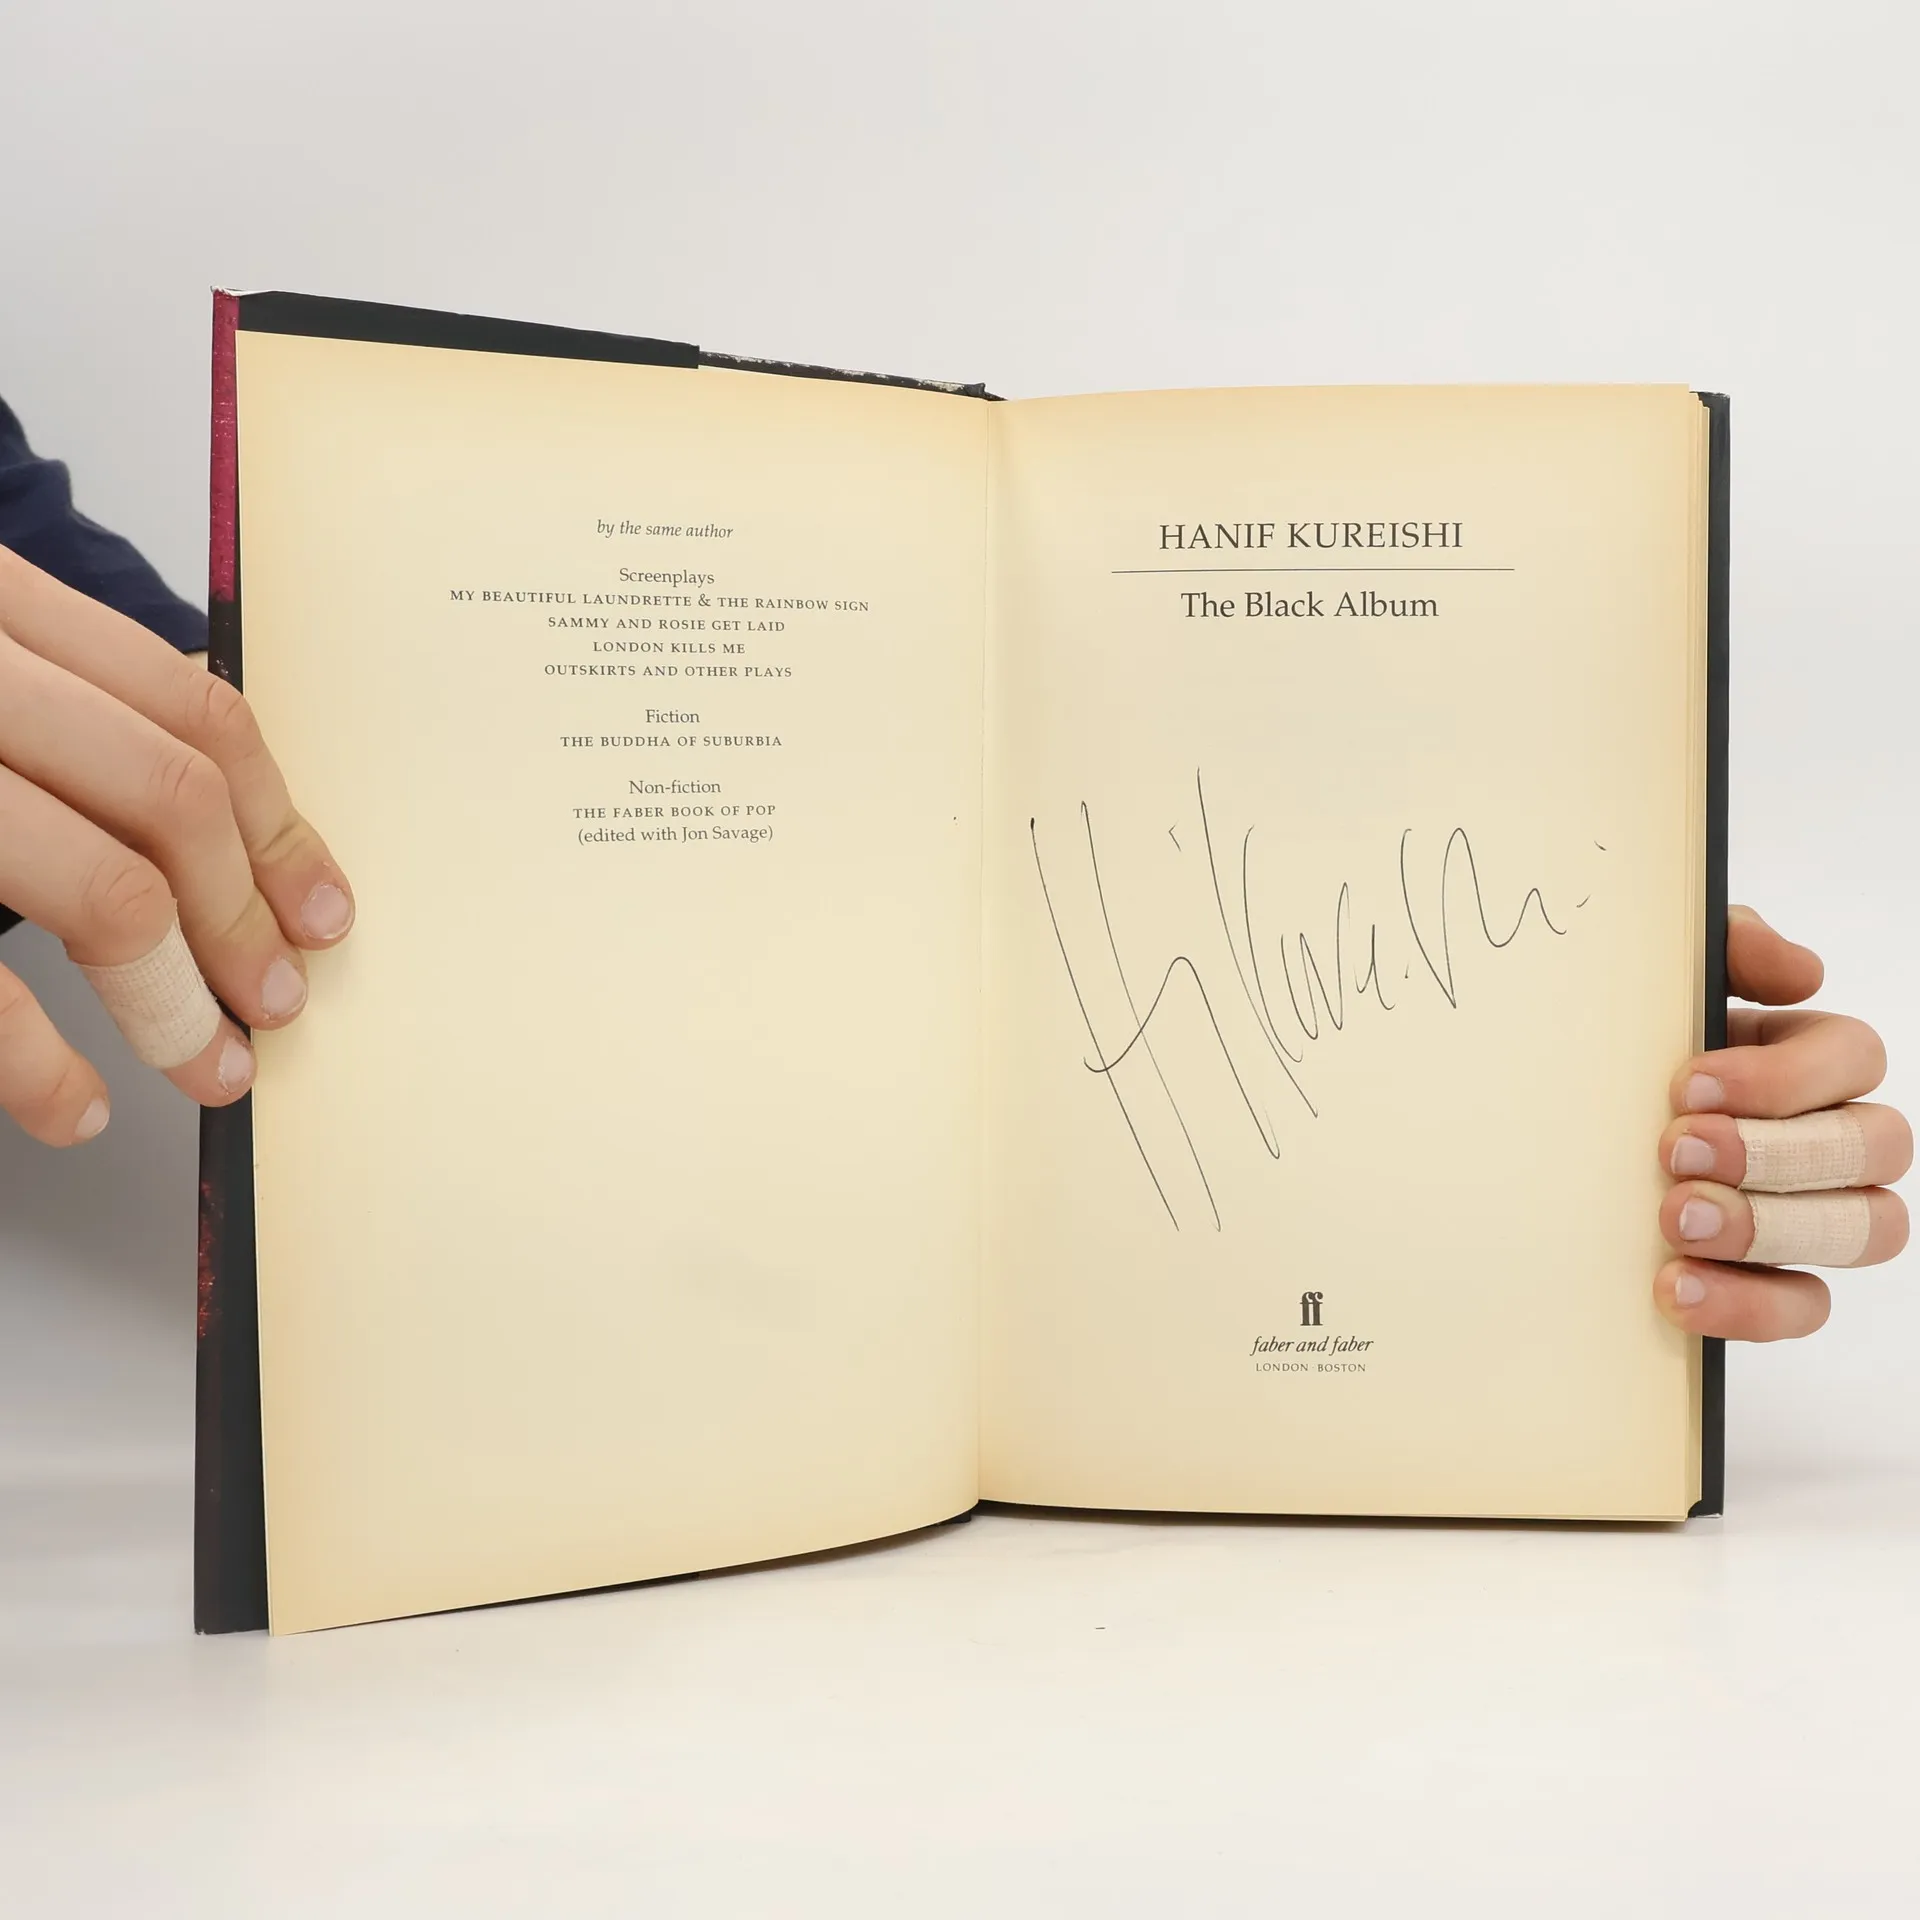 by the same author
Screenplays
MY BEAUTIFUL LAUNDRETTE & THE RAINBOW SIGN
SAMMY AND ROSIE GET LAID
LONDON KILLS ME
OUTSKIRTS AND OTHER PLAYS
Fiction
THE BUDDHA OF SUBURBIA
Non-fiction
THE FABER BOOK OF POP
(edited with Jon Savage)
HANIF KUREISHI
The Black Album
ff
faber and faber
LONDON · BOSTON